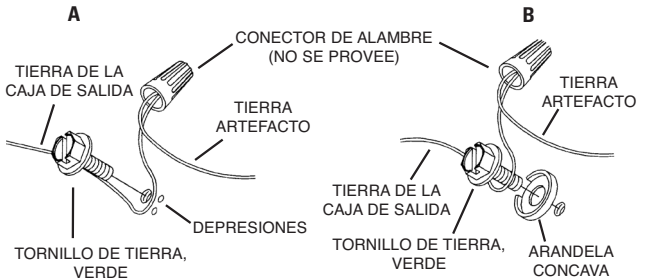 A
B
CONECTOR DE ALAMBRE
(NO SE PROVEE)
TIERRA DE LA
CAJA DE SALIDA
TIERRA
ARTEFACTO
TIERRA
ARTEFACTO
DEPRESIONES
TORNILLO DE TIERRA,
VERDE
TIERRA DE LA
CAJA DE SALIDA
TORNILLO DE TIERRA,
VERDE
ARANDELA
CONCAVA